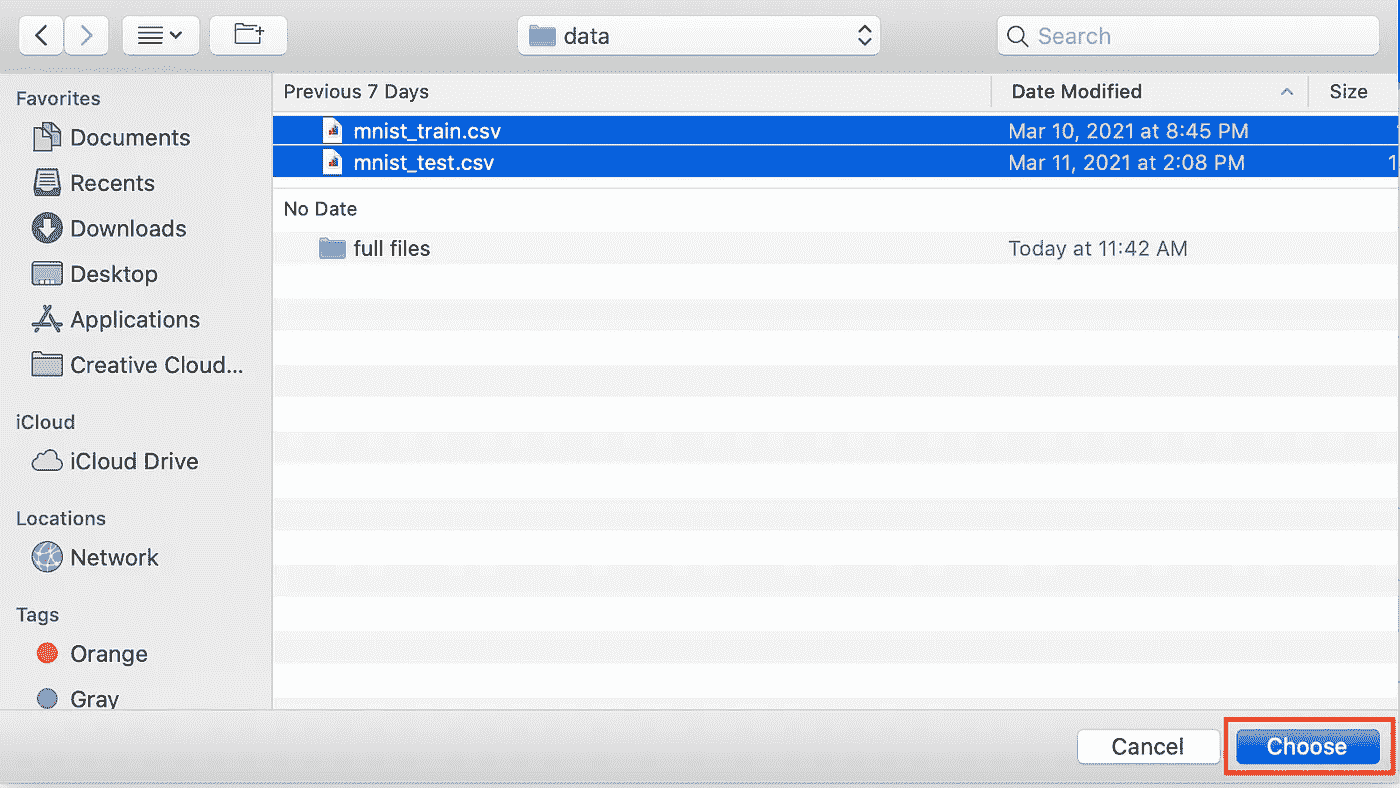 data
Search
Favorites
Documents
Recents
Downloads
Desktop
Applications
Creative Cloud...
iCloud
iCloud Drive
Locations
Network
Tags
Orange
Gray
Previous 7 Days Date Modified Size
mnist_train.csv Mar 10, 2021 at 8:45 PM
mnist_test.csv Mar 11, 2021 at 2:08 PM 1
No Date
full files Today at 11:42 AM
Cancel Choose